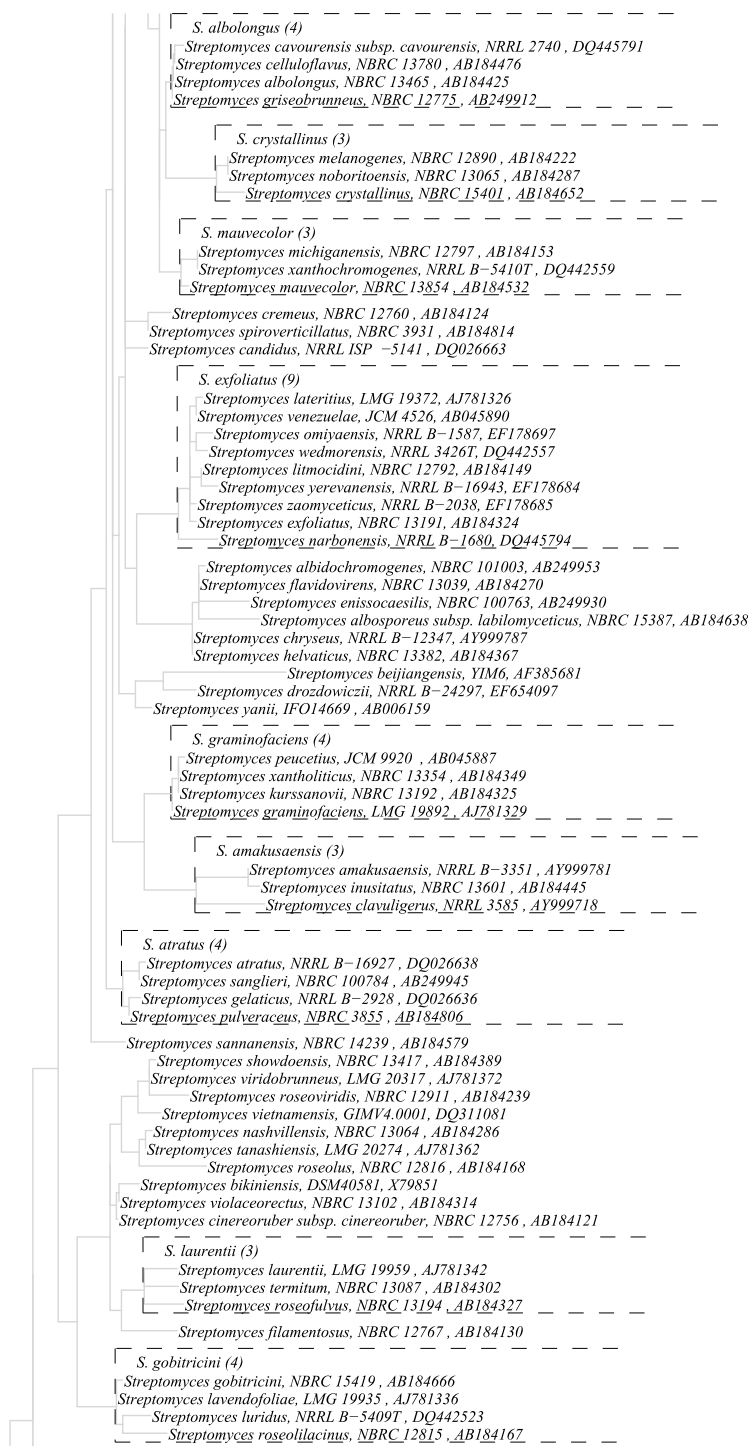 S. albolongus (4)
Streptomyces cavourensis subsp. cavourensis, NRRL 2740 , DQ445791
Streptomyces celluloflavus, NBRC 13780 , AB184476
Streptomyces albolongus, NBRC 13465 , AB184425
Streptomyces griseobrunneus, NBRC 12775 , AB249912
S. crystallinus (3)
Streptomyces melanogenes, NBRC 12890 , AB184222
Streptomyces noboritoensis, NBRC 13065 , AB184287
Streptomyces crystallinus, NBRC 15401 , AB184652
S. mauvecolor (3)
Streptomyces michiganensis, NBRC 12797 , AB184153
Streptomyces xanthochromogenes, NRRL B−5410T , DQ442559
Streptomyces mauvecolor, NBRC 13854 , AB184532
Streptomyces cremeus, NBRC 12760 , AB184124
Streptomyces spiroverticillatus, NBRC 3931 , AB184814
Streptomyces candidus, NRRL ISP −5141 , DQ026663
S. exfoliatus (9)
Streptomyces lateritius, LMG 19372, AJ781326
Streptomyces venezuelae, JCM 4526, AB045890
Streptomyces omiyaensis, NRRL B−1587, EF178697
Streptomyces wedmorensis, NRRL 3426T, DQ442557
Streptomyces litmocidini, NBRC 12792, AB184149
Streptomyces yerevanensis, NRRL B−16943, EF178684
Streptomyces zaomyceticus, NRRL B−2038, EF178685
Streptomyces exfoliatus, NBRC 13191, AB184324
Streptomyces narbonensis, NRRL B−1680, DQ445794
Streptomyces albidochromogenes, NBRC 101003, AB249953
Streptomyces flavidovirens, NBRC 13039, AB184270
Streptomyces enissocaesilis, NBRC 100763, AB249930
Streptomyces albosporeus subsp. labilomyceticus, NBRC 15387, AB184638
Streptomyces chryseus, NRRL B−12347, AY999787
Streptomyces helvaticus, NBRC 13382, AB184367
Streptomyces beijiangensis, YIM6, AF385681
Streptomyces drozdowiczii, NRRL B−24297, EF654097
Streptomyces yanii, IFO14669 , AB006159
S. graminofaciens (4)
Streptomyces peucetius, JCM 9920 , AB045887
Streptomyces xantholiticus, NBRC 13354 , AB184349
Streptomyces kurssanovii, NBRC 13192 , AB184325
Streptomyces graminofaciens, LMG 19892 , AJ781329
S. amakusaensis (3)
Streptomyces amakusaensis, NRRL B−3351 , AY999781
Streptomyces inusitatus, NBRC 13601 , AB184445
Streptomyces clavuligerus, NRRL 3585 , AY999718
S. atratus (4)
Streptomyces atratus, NRRL B−16927 , DQ026638
Streptomyces sanglieri, NBRC 100784 , AB249945
Streptomyces gelaticus, NRRL B−2928 , DQ026636
Streptomyces pulveraceus, NBRC 3855 , AB184806
Streptomyces sannanensis, NBRC 14239 , AB184579
Streptomyces showdoensis, NBRC 13417 , AB184389
Streptomyces viridobrunneus, LMG 20317 , AJ781372
Streptomyces roseoviridis, NBRC 12911 , AB184239
Streptomyces vietnamensis, GIMV4.0001, DQ311081
Streptomyces nashvillensis, NBRC 13064 , AB184286
Streptomyces tanashiensis, LMG 20274 , AJ781362
Streptomyces roseolus, NBRC 12816 , AB184168
Streptomyces bikiniensis, DSM40581, X79851
Streptomyces violaceorectus, NBRC 13102 , AB184314
Streptomyces cinereoruber subsp. cinereoruber, NBRC 12756 , AB184121
S. laurentii (3)
Streptomyces laurentii, LMG 19959 , AJ781342
Streptomyces termitum, NBRC 13087 , AB184302
Streptomyces roseofulvus, NBRC 13194 , AB184327
Streptomyces filamentosus, NBRC 12767 , AB184130
S. gobitricini (4)
Streptomyces gobitricini, NBRC 15419 , AB184666
Streptomyces lavendofoliae, LMG 19935 , AJ781336
Streptomyces luridus, NRRL B−5409T , DQ442523
Streptomyces roseolilacinus, NBRC 12815 , AB184167